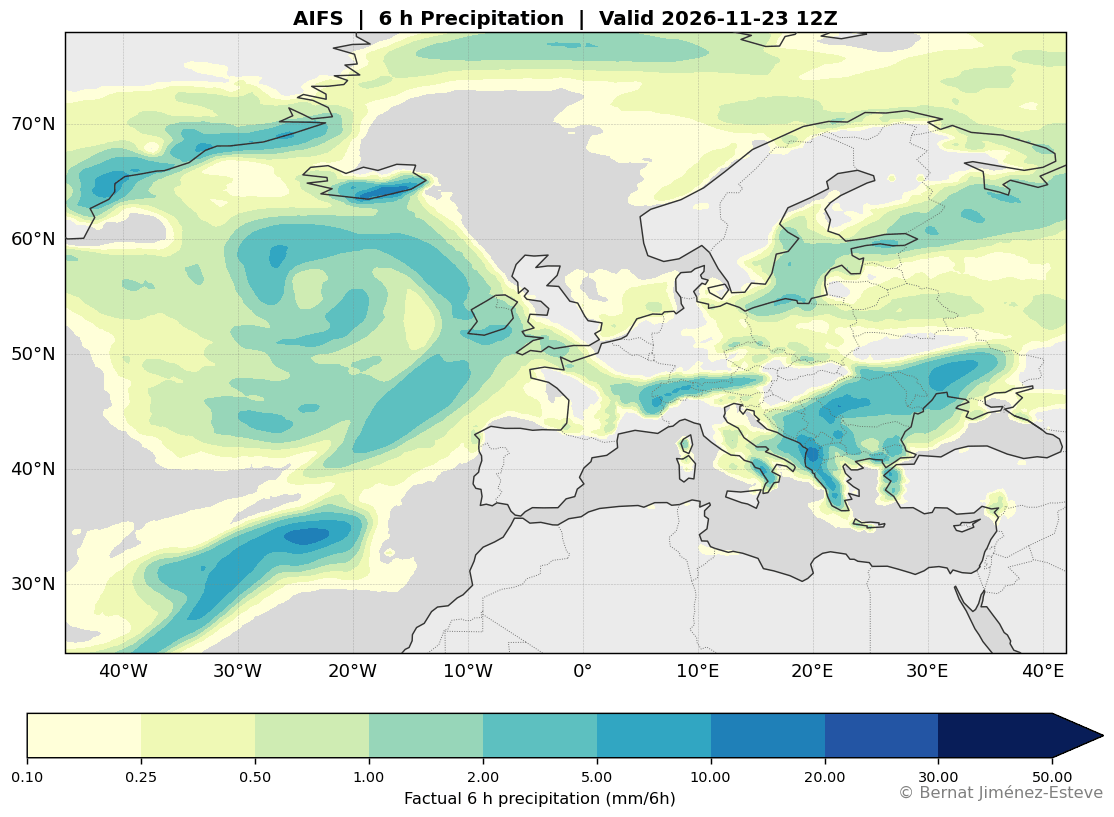 AIFS | 6 h Precipitation | Valid 2026-11-23 12Z
70°N
60°N
50°N
40°N
30°N
40°W 30°W 20°W 10°W 0° 10°E 20°E 30°E 40°E
0.10 0.25 0.50 1.00 2.00 5.00 10.00 20.00 30.00 50.00
Factual 6 h precipitation (mm/6h)
© Bernat Jiménez-Esteve